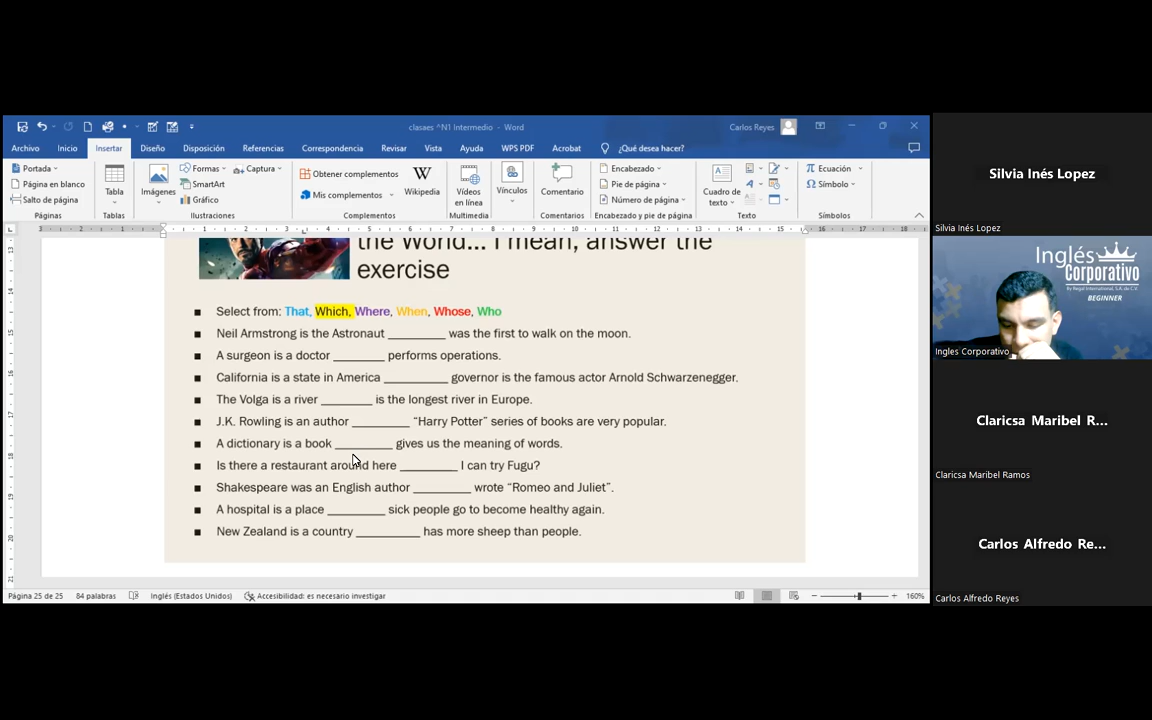 clasaes ^N1 Intermedio - Word
Carlos Reyes
Archivo Inicio Insertar Diseño Disposición Referencias Correspondencia Revisar Vista Ayuda WPS PDF Acrobat ¿Qué desea hacer?
Portada
Página en blanco
Salto de página
Páginas
Tabla
Tablas
Imágenes
Formas
SmartArt
Gráfico
Captura
Ilustraciones
Obtener complementos
Mis complementos
Wikipedia
Complementos
Vídeos en línea
Multimedia
Vínculos
Comentario
Comentarios
Encabezado
Pie de página
Número de página
Encabezado y pie de página
Cuadro de texto
Texto
Ecuación
Símbolo
Símbolos
the World... I mean, answer the
exercise
Select from: That, Which, Where, When, Whose, Who
Neil Armstrong is the Astronaut ________ was the first to walk on the moon.
A surgeon is a doctor _______ performs operations.
California is a state in America _________ governor is the famous actor Arnold Schwarzenegger.
The Volga is a river _______ is the longest river in Europe.
J.K. Rowling is an author ________ “Harry Potter” series of books are very popular.
A dictionary is a book ________ gives us the meaning of words.
Is there a restaurant around here ________ I can try Fugu?
Shakespeare was an English author ________ wrote “Romeo and Juliet”.
A hospital is a place ________ sick people go to become healthy again.
New Zealand is a country _________ has more sheep than people.
Página 25 de 25 84 palabras Inglés (Estados Unidos) Accesibilidad: es necesario investigar 160%
Silvia Inés Lopez
Silvia Inés Lopez
Inglés
Corporativo
By Regal International, S.A. de C.V.
BEGINNER
Ingles Corporativo
Claricsa Maribel R...
Claricsa Maribel Ramos
Carlos Alfredo Re...
Carlos Alfredo Reyes